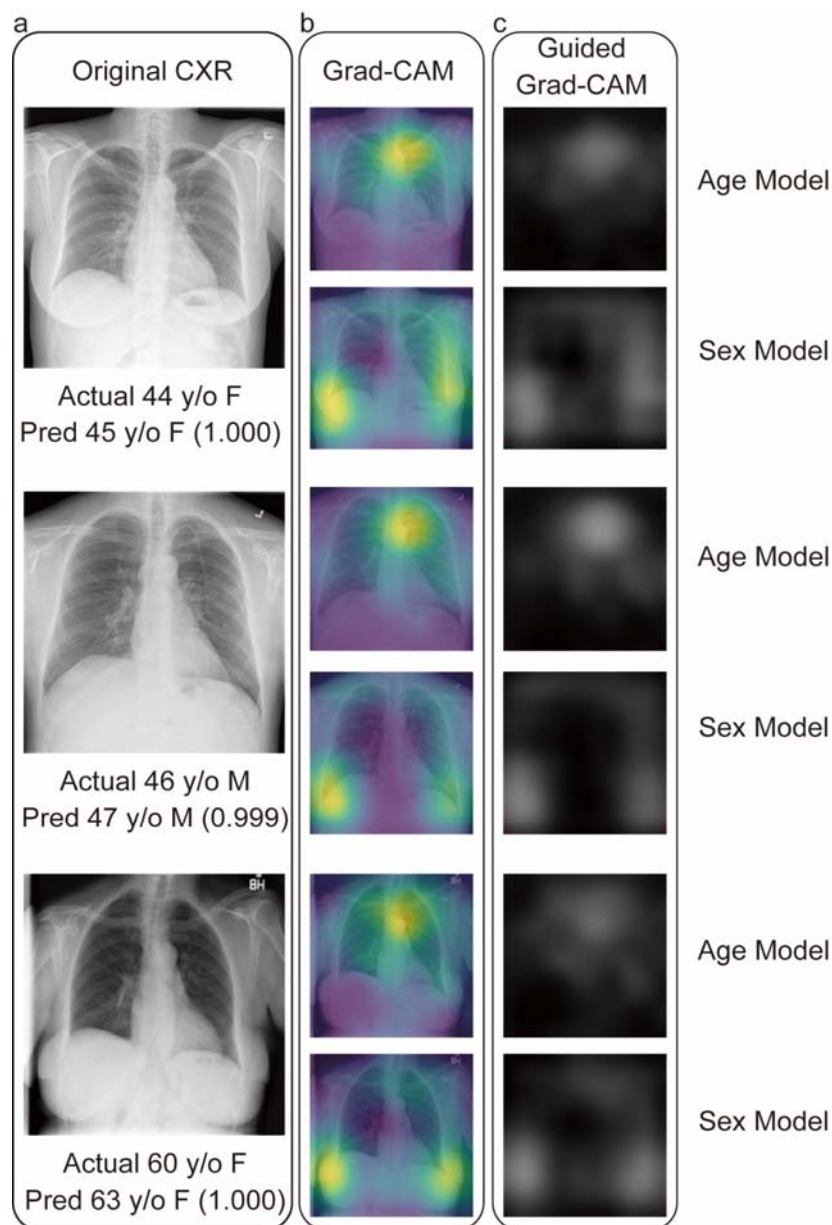 a
b
c
Original CXR
Grad-CAM
Guided
Grad-CAM
L
Age Model
Sex Model
Actual 44 y/o F
Pred 45 y/o F (1.000)
Age Model
Sex Model
Actual 46 y/o M
Pred 47 y/o M (0.999)
BH
Age Model
Sex Model
Actual 60 y/o F
Pred 63 y/o F (1.000)